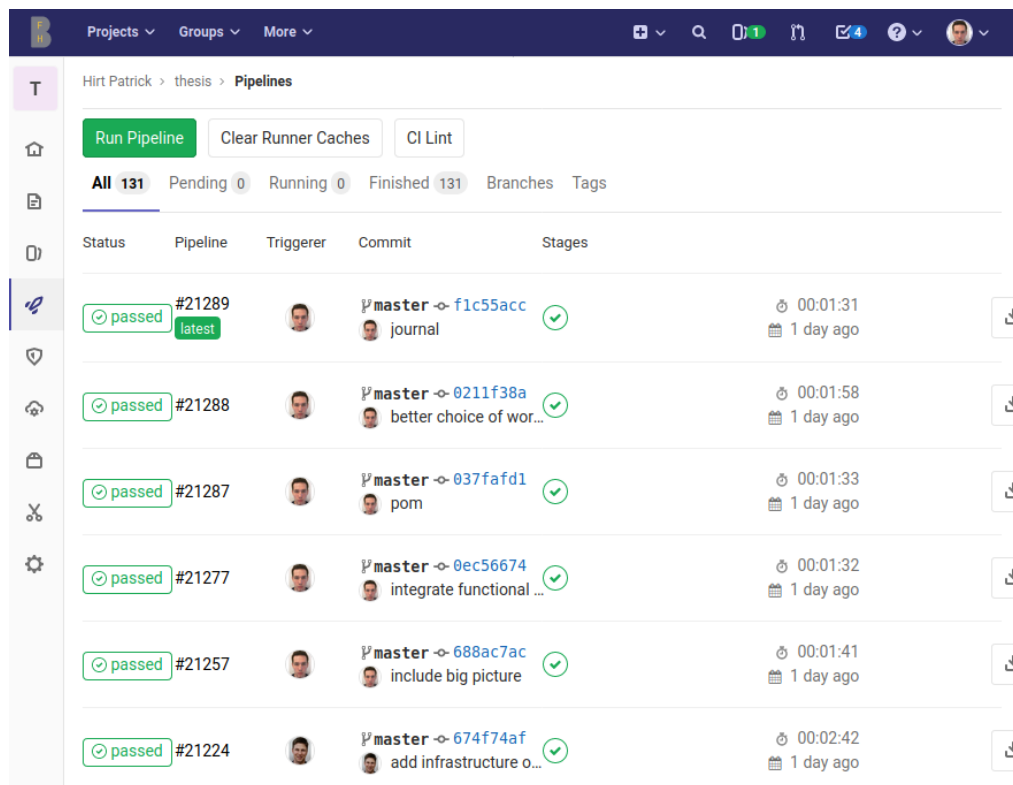 B F H
Projects Groups More 1 4 ?
T
Hirt Patrick > thesis > Pipelines
Run Pipeline Clear Runner Caches CI Lint
All 131 Pending 0 Running 0 Finished 131 Branches Tags
Status Pipeline Triggerer Commit Stages
passed #21289 master f1c55acc 00:01:31
latest journal 1 day ago
passed #21288 master 0211f38a 00:01:58
better choice of wor... 1 day ago
passed #21287 master 037fafd1 00:01:33
pom 1 day ago
passed #21277 master 0ec56674 00:01:32
integrate functional ... 1 day ago
passed #21257 master 688ac7ac 00:01:41
include big picture 1 day ago
passed #21224 master 674f74af 00:02:42
add infrastructure o... 1 day ago